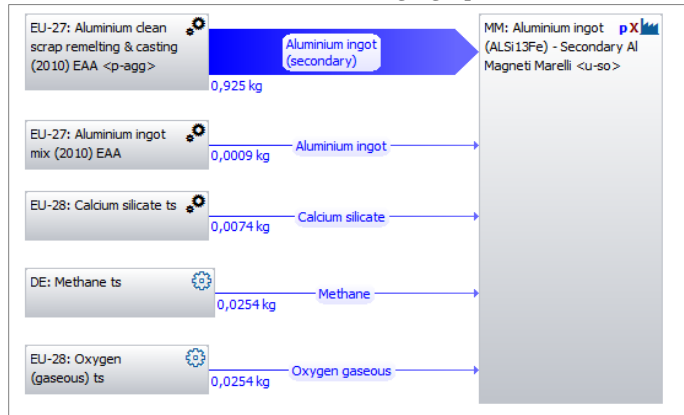 EU-27: Aluminium clean
scrap remelting & casting
(2010) EAA <p-agg>
Aluminium ingot
(secondary)
0,925 kg
MM: Aluminium ingot pX
(ALSi13Fe) - Secondary Al
Magneti Marelli <u-so>
EU-27: Aluminium ingot
mix (2010) EAA
Aluminium ingot
0,0009 kg
EU-28: Calcium silicate ts
Calcium silicate
0,0074 kg
DE: Methane ts
Methane
0,0254 kg
EU-28: Oxygen
(gaseous) ts
Oxygen gaseous
0,0254 kg